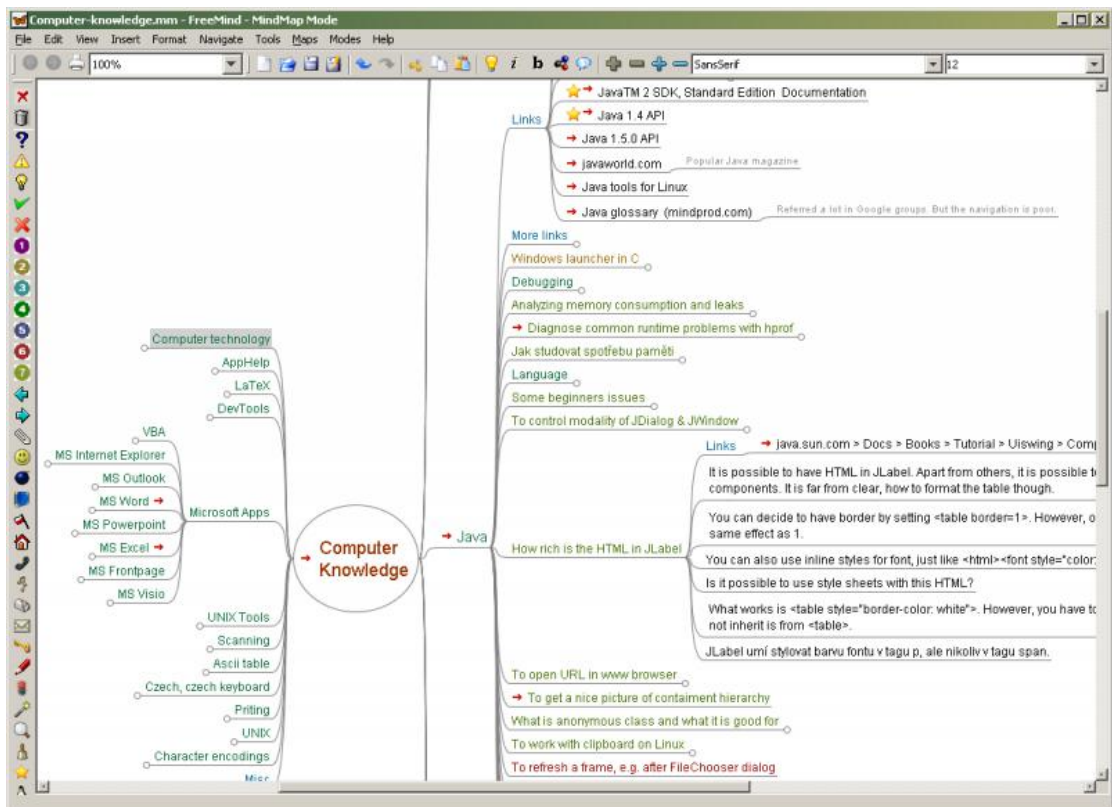 Computer-knowledge.mm - FreeMind - MindMap Mode
File Edit View Insert Format Navigate Tools Maps Modes Help
100%
SansSerif
12
JavaTM 2 SDK, Standard Edition Documentation
Links
Java 1.4 API
Java 1.5.0 API
javaworld.com Popular Java magazine
Java tools for Linux
Java glossary (mindprod.com) Referred a lot in Google groups. But the navigation is poor.
More links
Windows launcher in C
Debugging
Analyzing memory consumption and leaks
Diagnose common runtime problems with hprof
Jak studovat spotřebu paměti
Language
Some beginners issues
To control modality of JDialog & JWindow
How rich is the HTML in JLabel
Links java.sun.com > Docs > Books > Tutorial > Uiswing > Comp
It is possible to have HTML in JLabel. Apart from others, it is possible t
components. It is far from clear, how to format the table though.
You can decide to have border by setting <table border=1>. However, o
same effect as 1.
You can also use inline styles for font, just like <html><font style="color:
Is it possible to use style sheets with this HTML?
What works is <table style="border-color: white">. However, you have to
not inherit is from <table>.
JLabel umí stylovat barvu fontu v tagu p, ale nikoliv v tagu span.
To open URL in www browser
To get a nice picture of contaiment hierarchy
What is anonymous class and what it is good for
To work with clipboard on Linux
To refresh a frame, e.g. after FileChooser dialog
Java
Computer
Knowledge
Computer technology
AppHelp
LaTeX
DevTools
Microsoft Apps
VBA
MS Internet Explorer
MS Outlook
MS Word
MS Powerpoint
MS Excel
MS Frontpage
MS Visio
UNIX Tools
Scanning
Ascii table
Czech, czech keyboard
Priting
UNIX
Character encodings
Misc